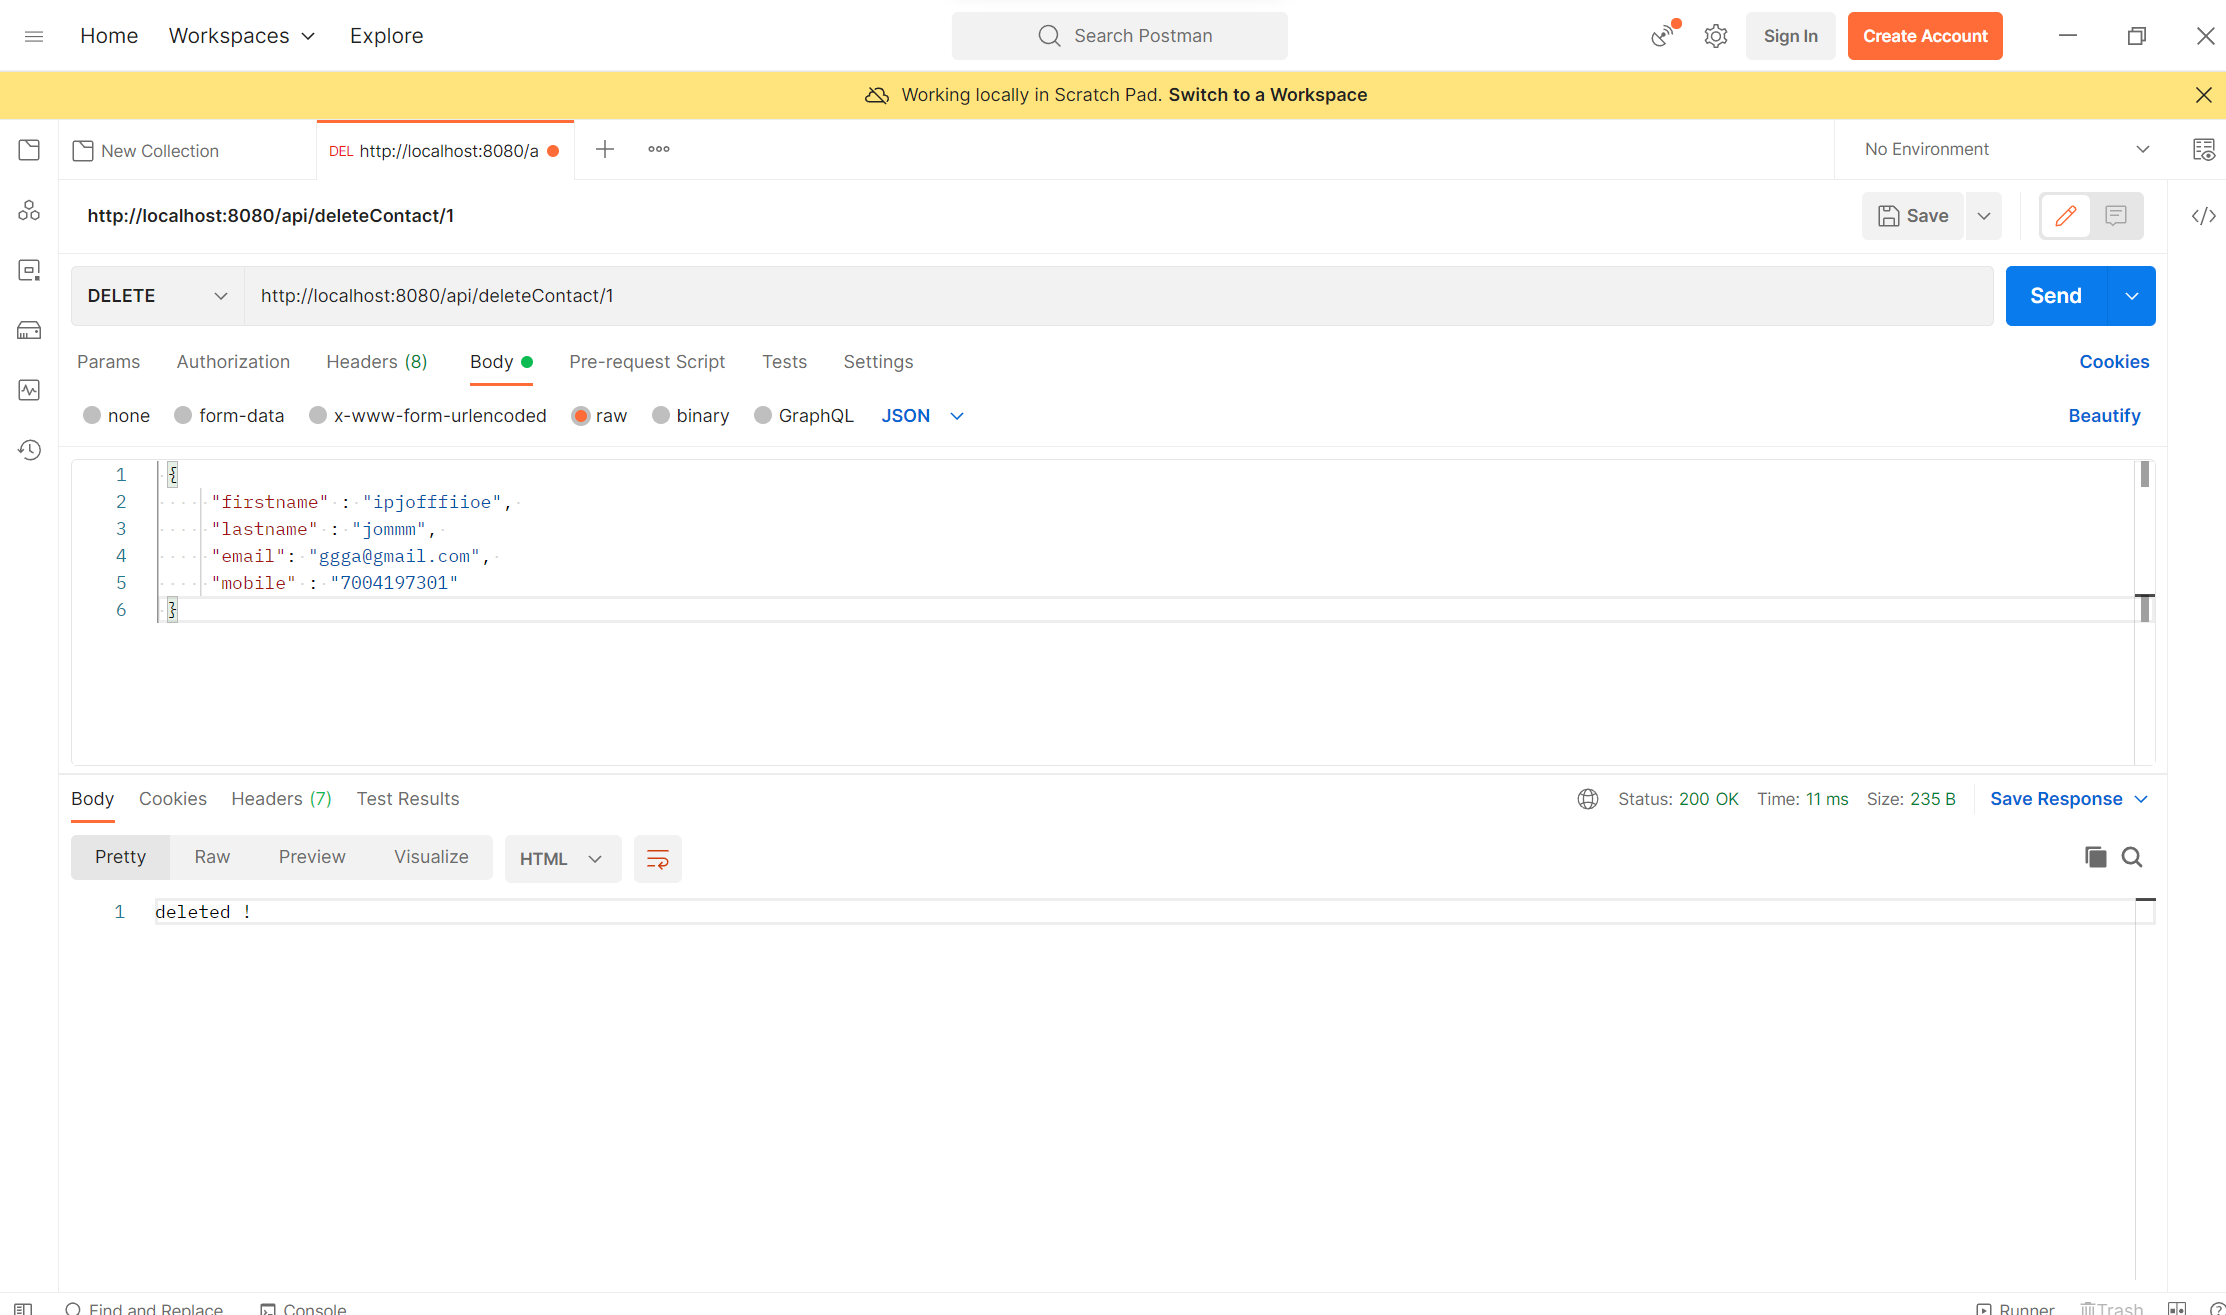 Home Workspaces Explore Search Postman Sign In Create Account
Working locally in Scratch Pad. Switch to a Workspace
New Collection DEL http://localhost:8080/a No Environment
http://localhost:8080/api/deleteContact/1 Save
DELETE http://localhost:8080/api/deleteContact/1 Send
Params Authorization Headers (8) Body Pre-request Script Tests Settings Cookies
none form-data x-www-form-urlencoded raw binary GraphQL JSON Beautify
1 {
2 "firstname" : "ipjofffiioe",
3 "lastname" : "jommm",
4 "email": "ggga@gmail.com",
5 "mobile" : "7004197301"
6 }
Body Cookies Headers (7) Test Results Status: 200 OK Time: 11 ms Size: 235 B Save Response
Pretty Raw Preview Visualize HTML
1 deleted !
Find and Replace Console Runner Trash